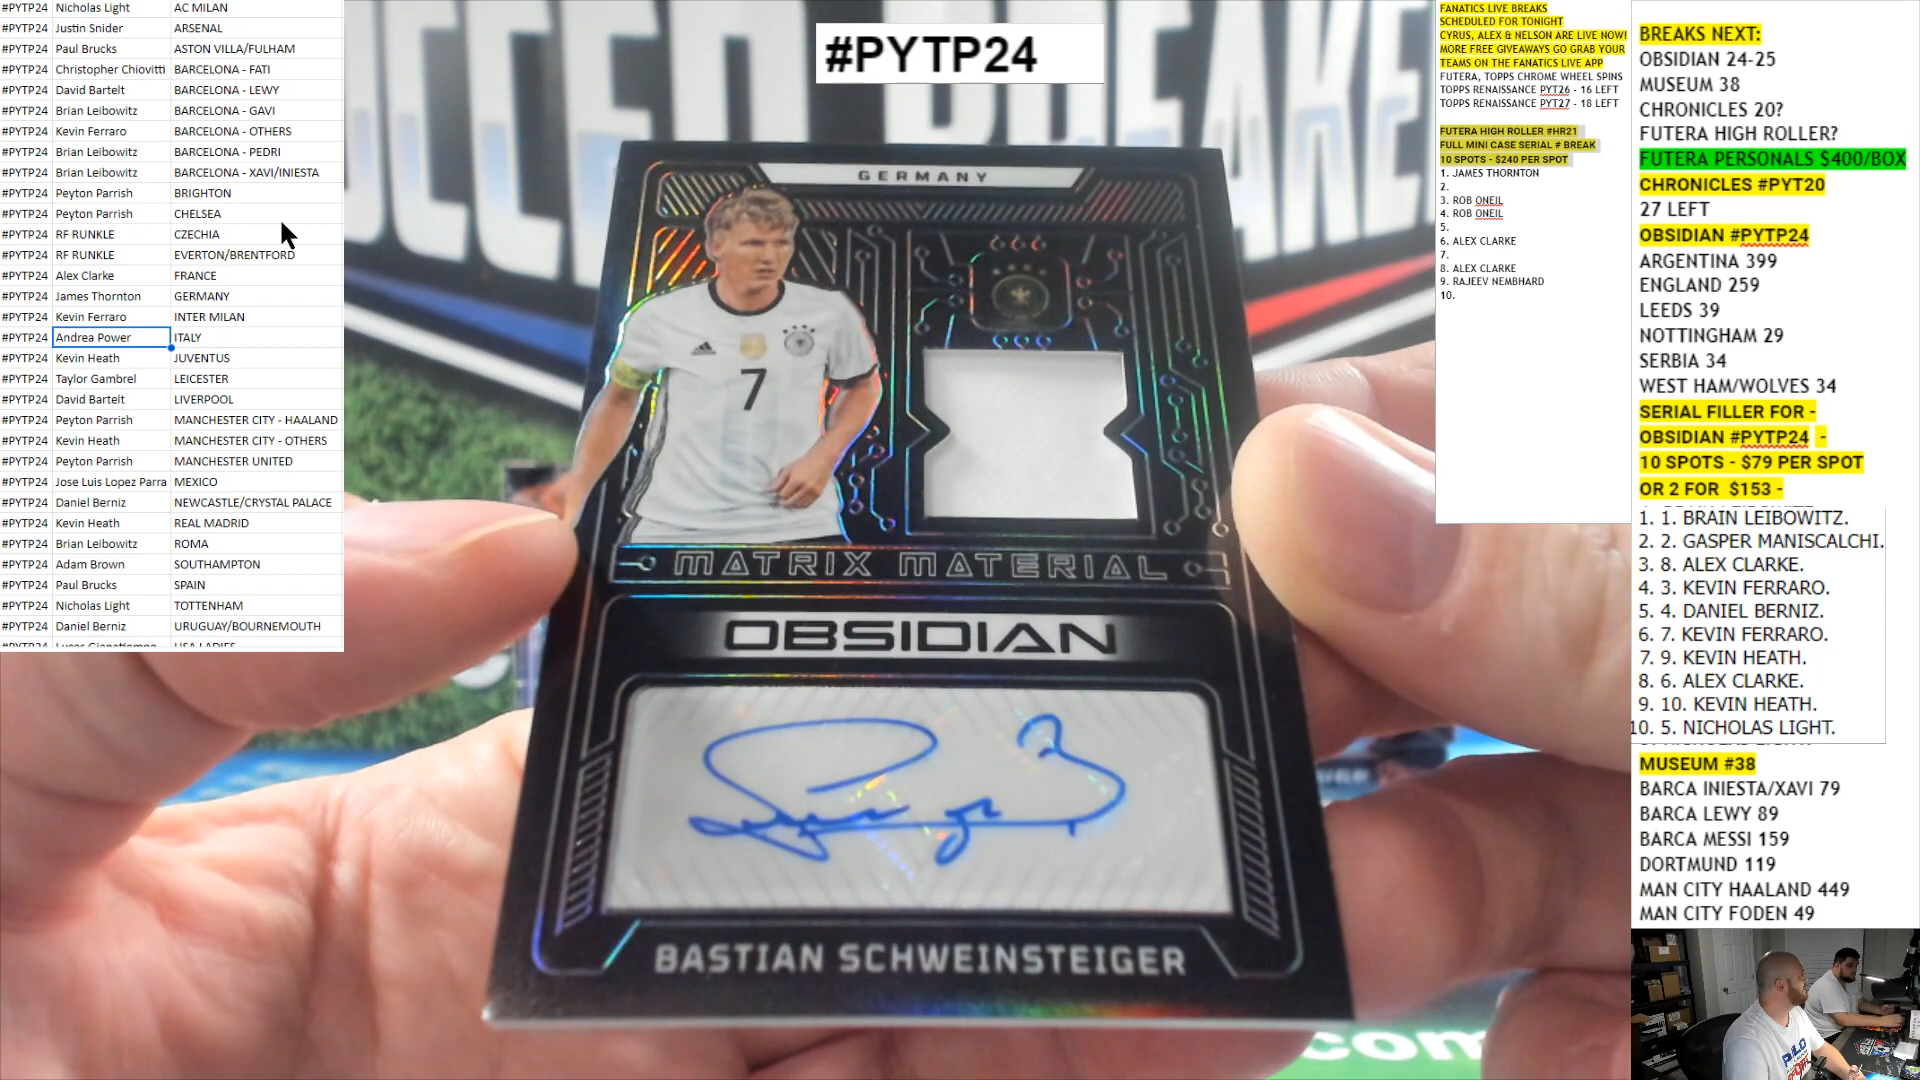 #PYTP24 Nicholas Light AC MILAN
#PYTP24 Justin Snider ARSENAL
#PYTP24 Paul Brucks ASTON VILLA/FULHAM
#PYTP24 Christopher Chiovitti BARCELONA - FATI
#PYTP24 David Bartelt BARCELONA - LEWY
#PYTP24 Brian Leibowitz BARCELONA - GAVI
#PYTP24 Kevin Ferraro BARCELONA - OTHERS
#PYTP24 Brian Leibowitz BARCELONA - PEDRI
#PYTP24 Brian Leibowitz BARCELONA - XAVI/INIESTA
#PYTP24 Peyton Parrish BRIGHTON
#PYTP24 Peyton Parrish CHELSEA
#PYTP24 RF RUNKLE CZECHIA
#PYTP24 RF RUNKLE EVERTON/BRENTFORD
#PYTP24 Alex Clarke FRANCE
#PYTP24 James Thornton GERMANY
#PYTP24 Kevin Ferraro INTER MILAN
#PYTP24 Andrea Power ITALY
#PYTP24 Kevin Heath JUVENTUS
#PYTP24 Taylor Gambrel LEICESTER
#PYTP24 David Bartelt LIVERPOOL
#PYTP24 Peyton Parrish MANCHESTER CITY - HAALAND
#PYTP24 Kevin Heath MANCHESTER CITY - OTHERS
#PYTP24 Peyton Parrish MANCHESTER UNITED
#PYTP24 Jose Luis Lopez Parra MEXICO
#PYTP24 Daniel Berniz NEWCASTLE/CRYSTAL PALACE
#PYTP24 Kevin Heath REAL MADRID
#PYTP24 Brian Leibowitz ROMA
#PYTP24 Adam Brown SOUTHAMPTON
#PYTP24 Paul Brucks SPAIN
#PYTP24 Nicholas Light TOTTENHAM
#PYTP24 Daniel Berniz URUGUAY/BOURNEMOUTH
#PYTP24
GERMANY
7
MATRIX MATERIAL
OBSIDIAN
BASTIAN SCHWEINSTEIGER
com
FANATICS LIVE BREAKS
SCHEDULED FOR TONIGHT
CYRUS, ALEX & NELSON ARE LIVE NOW!
MORE FREE GIVEAWAYS GO GRAB YOUR
TEAMS ON THE FANATICS LIVE APP
FUTERA, TOPPS CHROME WHEEL SPINS
TOPPS RENAISSANCE PYT26 - 16 LEFT
TOPPS RENAISSANCE PYT27 - 18 LEFT
FUTERA HIGH ROLLER #HR21
FULL MINI CASE SERIAL # BREAK
10 SPOTS - $240 PER SPOT
1. JAMES THORNTON
2.
3. ROB ONEIL
4. ROB ONEIL
5.
6. ALEX CLARKE
7.
8. ALEX CLARKE
9. RAJEEV NEMBHARD
10.
BREAKS NEXT:
OBSIDIAN 24-25
MUSEUM 38
CHRONICLES 20?
FUTERA HIGH ROLLER?
FUTERA PERSONALS $400/BOX
CHRONICLES #PYT20
27 LEFT
OBSIDIAN #PYTP24
ARGENTINA 399
ENGLAND 259
LEEDS 39
NOTTINGHAM 29
SERBIA 34
WEST HAM/WOLVES 34
SERIAL FILLER FOR -
OBSIDIAN #PYTP24 -
10 SPOTS - $79 PER SPOT
OR 2 FOR $153 -
1. 1. BRAIN LEIBOWITZ.
2. 2. GASPER MANISCALCHI.
3. 8. ALEX CLARKE.
4. 3. KEVIN FERRARO.
5. 4. DANIEL BERNIZ.
6. 7. KEVIN FERRARO.
7. 9. KEVIN HEATH.
8. 6. ALEX CLARKE.
9. 10. KEVIN HEATH.
10. 5. NICHOLAS LIGHT.
MUSEUM #38
BARCA INIESTA/XAVI 79
BARCA LEWY 89
BARCA MESSI 159
DORTMUND 119
MAN CITY HAALAND 449
MAN CITY FODEN 49